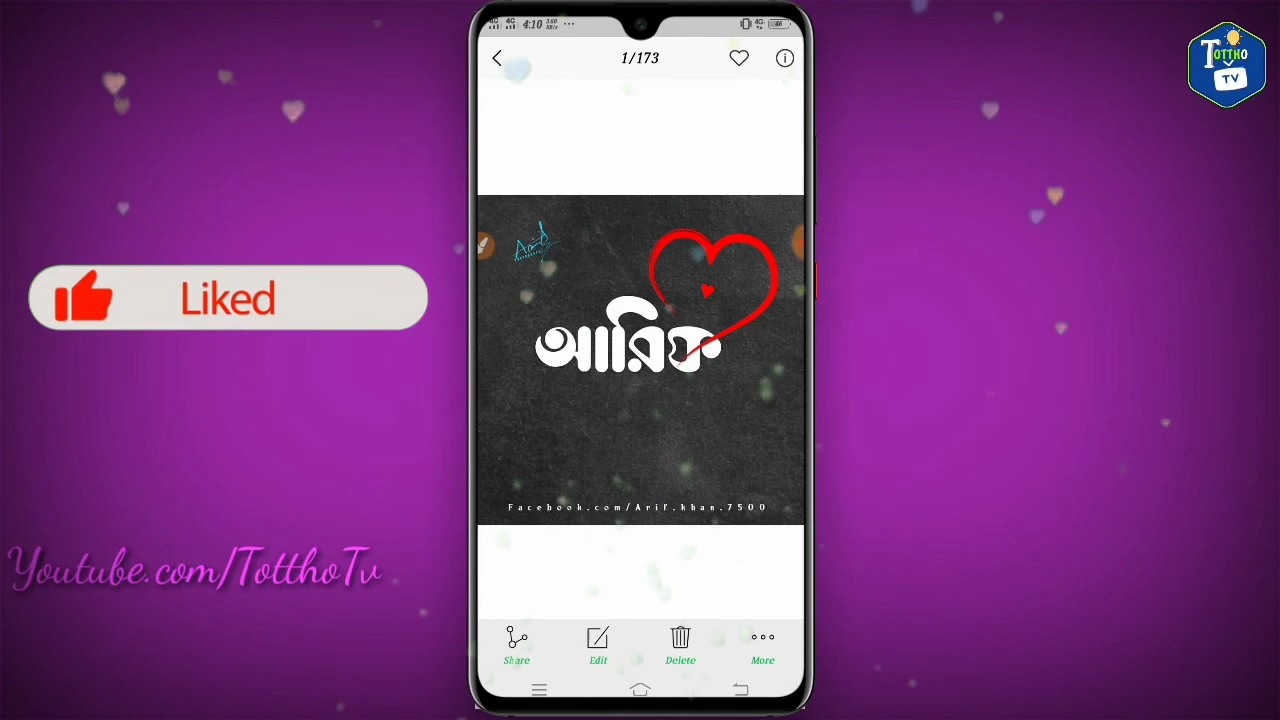 4:10
1/173
TOTTHO
TV
Arif
আরিফ
Liked
Facebook.com/Arif.khan.7500
Youtube.com/TotthoTv
Share Edit Delete More